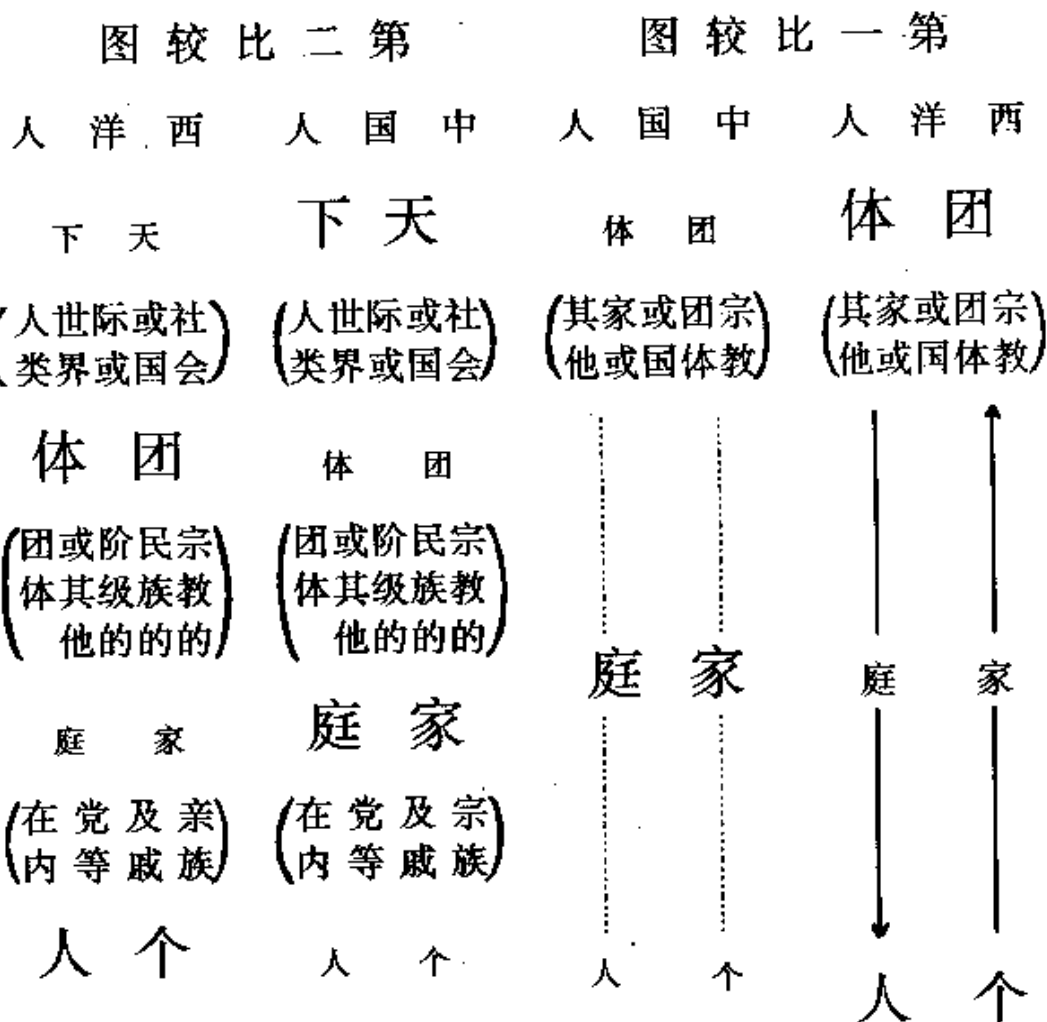 第一比较图
西洋人
团体
(宗教
团体
或国
家或
其他)
家庭
个人
中国人
团体
(宗教
团体
或国
家或
其他)
家庭
个人
第二比较图
中国人
天下
(社会
或国
际或
世界
人类)
团体
(宗教的
民族的
阶级的
或其他
团体)
家庭
(宗族
及戚
党等
在内)
个人
西洋人
天下
(社会
或国
际或
世界
人类)
团体
(宗教的
民族的
阶级的
或其他
团体)
家庭
(亲族
及戚
党等
在内)
个人